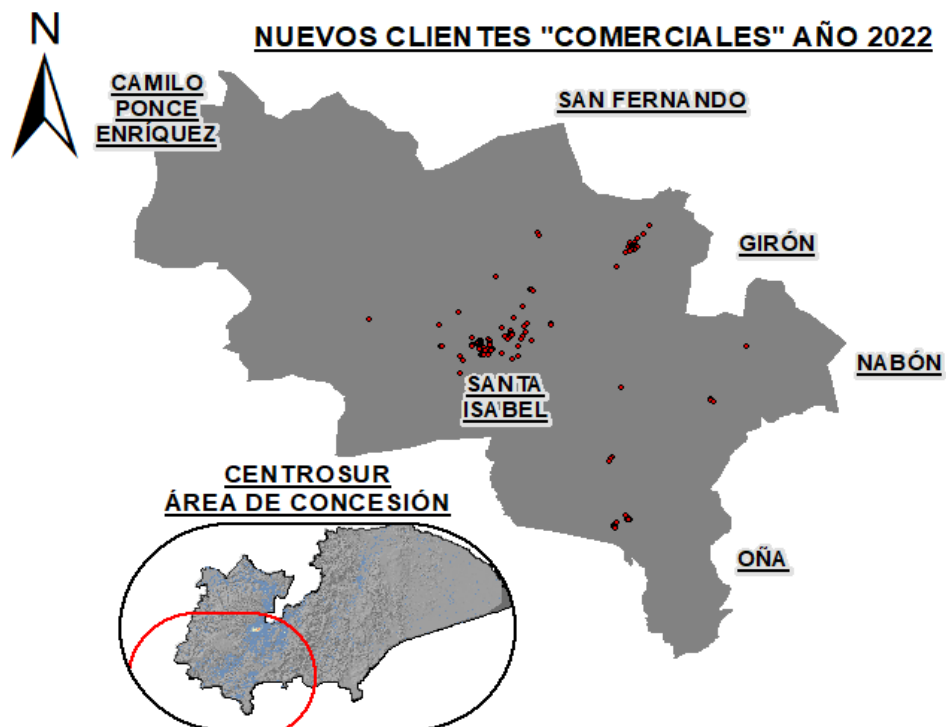 N
NUEVOS CLIENTES "COMERCIALES" AÑO 2022
CAMILO
PONCE
ENRÍQUEZ
SAN FERNANDO
GIRÓN
NABÓN
SANTA
ISABEL
CENTROSUR
ÁREA DE CONCESIÓN
OÑA